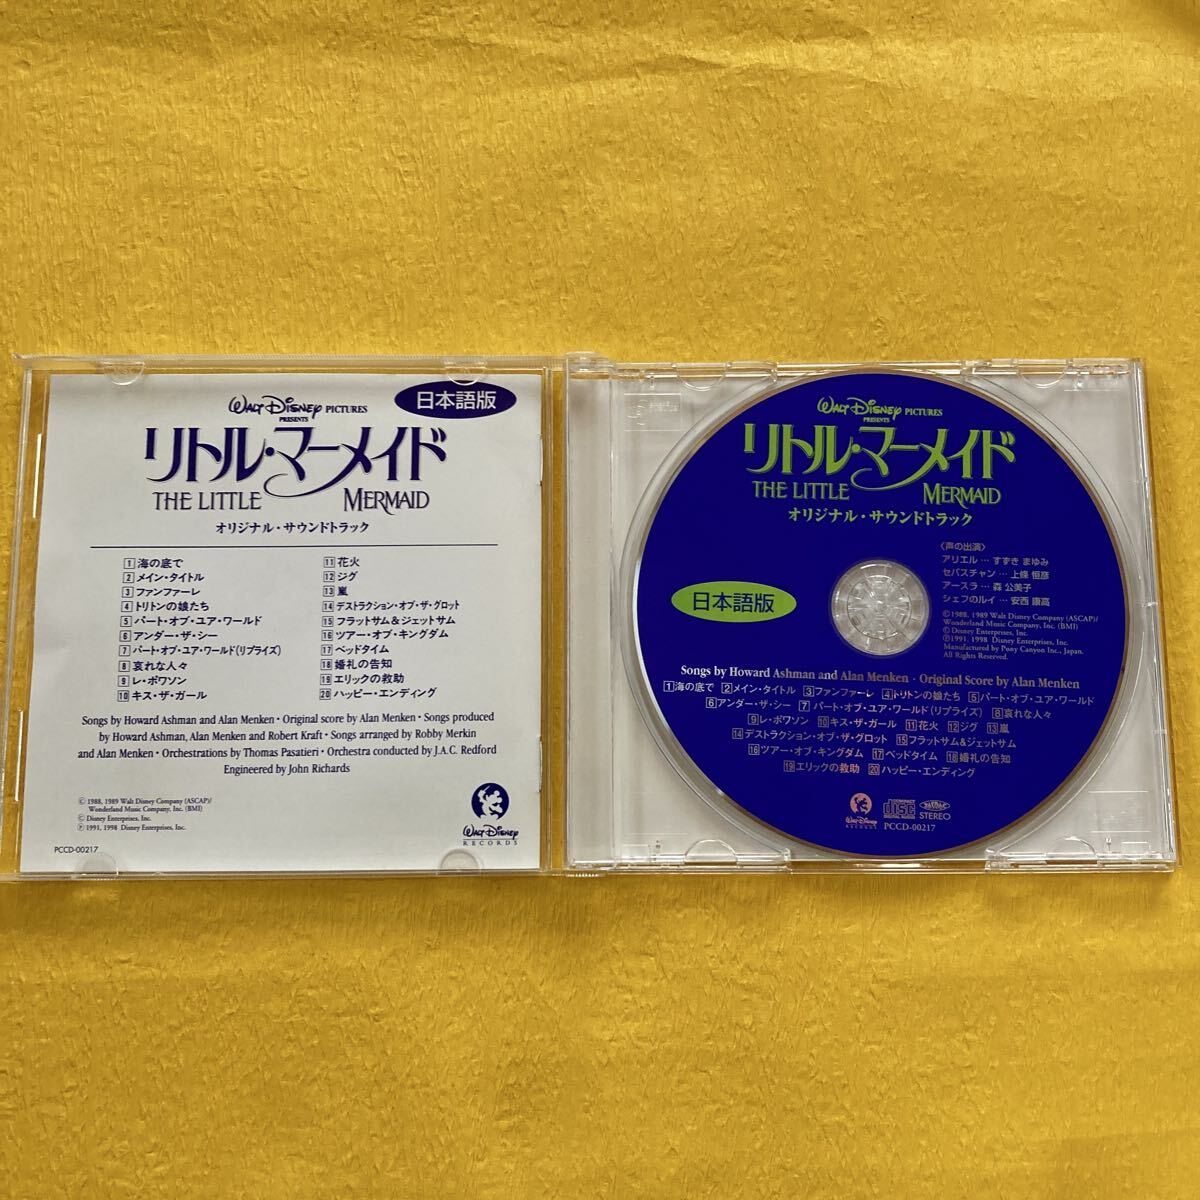 WALT DISNEY PICTURES
PRESENTS
日本語版
リトル・マーメイド
THE LITTLE MERMAID
オリジナル・サウンドトラック
1 海の底で
2 メイン・タイトル
3 ファンファーレ
4 トリトンの娘たち
5 パート・オブ・ユア・ワールド
6 アンダー・ザ・シー
7 パート・オブ・ユア・ワールド(リプライズ)
8 哀れな人々
9 レ・ポワソン
10 キス・ザ・ガール
11 花火
12 ジグ
13 嵐
14 デストラクション・オブ・ザ・グロット
15 フラットサム&ジェットサム
16 ツアー・オブ・キングダム
17 ベッドタイム
18 婚礼の告知
19 エリックの救助
20 ハッピー・エンディング
Songs by Howard Ashman and Alan Menken・Original score by Alan Menken・Songs produced
by Howard Ashman, Alan Menken and Robert Kraft・Songs arranged by Robby Merkin
and Alan Menken・Orchestrations by Thomas Pasatieri・Orchestra conducted by J.A.C. Redford
Engineered by John Richards
© 1988, 1989 Walt Disney Company (ASCAP)/
Wonderland Music Company, Inc. (BMI)
© Disney Enterprises, Inc.
℗ 1991, 1998 Disney Enterprises, Inc.
PCCD-00217
WALT DISNEY
RECORDS
WALT DISNEY PICTURES
PRESENTS
リトル・マーメイド
THE LITTLE MERMAID
オリジナル・サウンドトラック
〈声の出演〉
アリエル … すずき まゆみ
セバスチャン … 上條 恒彦
アースラ … 森 公美子
シェフのルイ … 安西 康高
日本語版
©1988, 1989 Walt Disney Company (ASCAP)/
Wonderland Music Company, Inc. (BMI)
© Disney Enterprises, Inc.
℗1991, 1998 Disney Enterprises, Inc.
Manufactured by Pony Canyon Inc., Japan.
All Rights Reserved.
Songs by Howard Ashman and Alan Menken・Original Score by Alan Menken
1 海の底で 2 メイン・タイトル 3 ファンファーレ 4 トリトンの娘たち 5 パート・オブ・ユア・ワールド
6 アンダー・ザ・シー 7 パート・オブ・ユア・ワールド(リプライズ) 8 哀れな人々
9 レ・ポワソン 10 キス・ザ・ガール 11 花火 12 ジグ 13 嵐
14 デストラクション・オブ・ザ・グロット 15 フラットサム&ジェットサム
16 ツアー・オブ・キングダム 17 ベッドタイム 18 婚礼の告知
19 エリックの救助 20 ハッピー・エンディング
WALT DISNEY
RECORDS
COMPACT
disc
DIGITAL AUDIO
PCCD-00217
STEREO